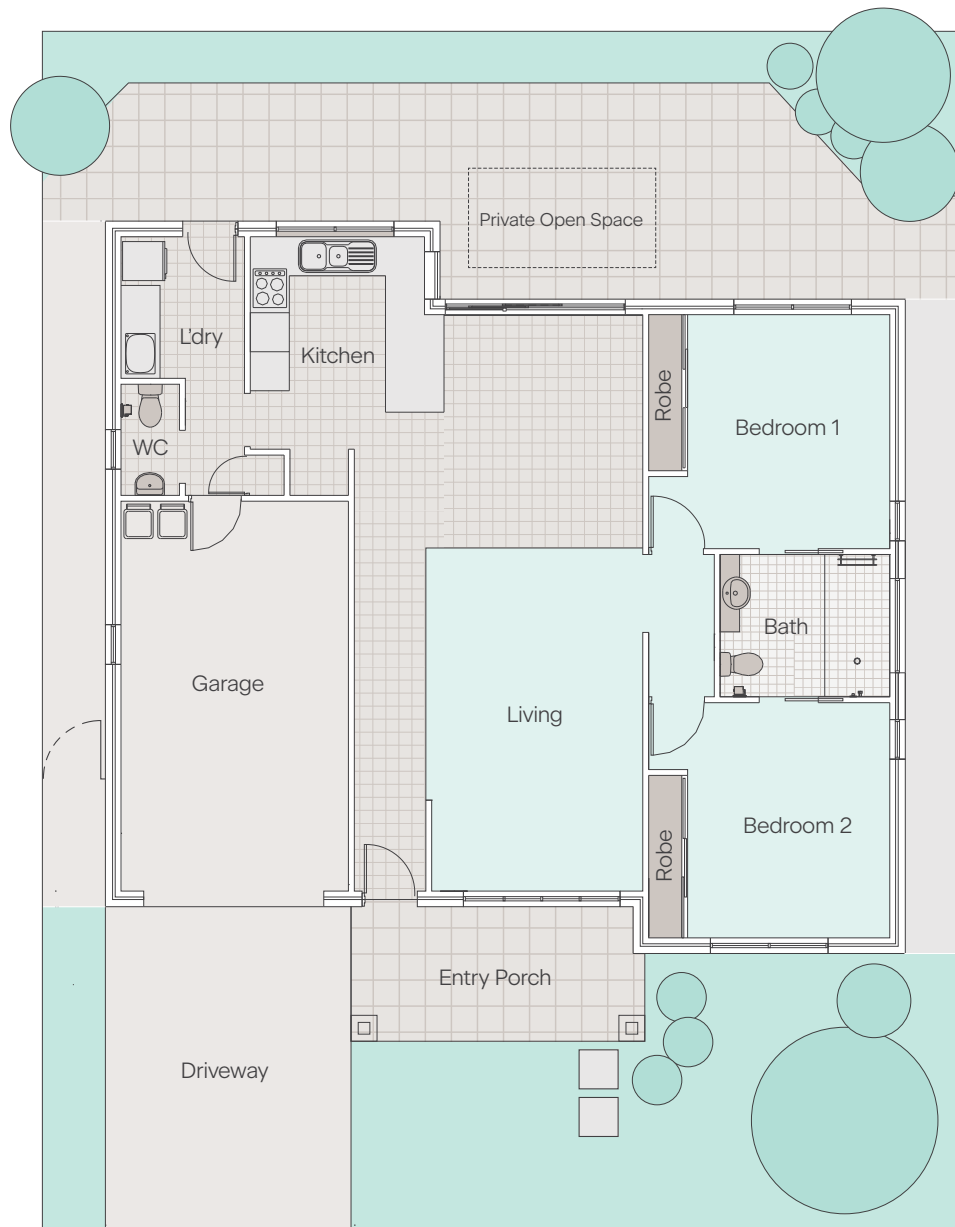 Private Open Space
L'dry
Kitchen
Robe
Bedroom 1
WC
Bath
Garage
Living
Robe
Bedroom 2
Entry Porch
Driveway